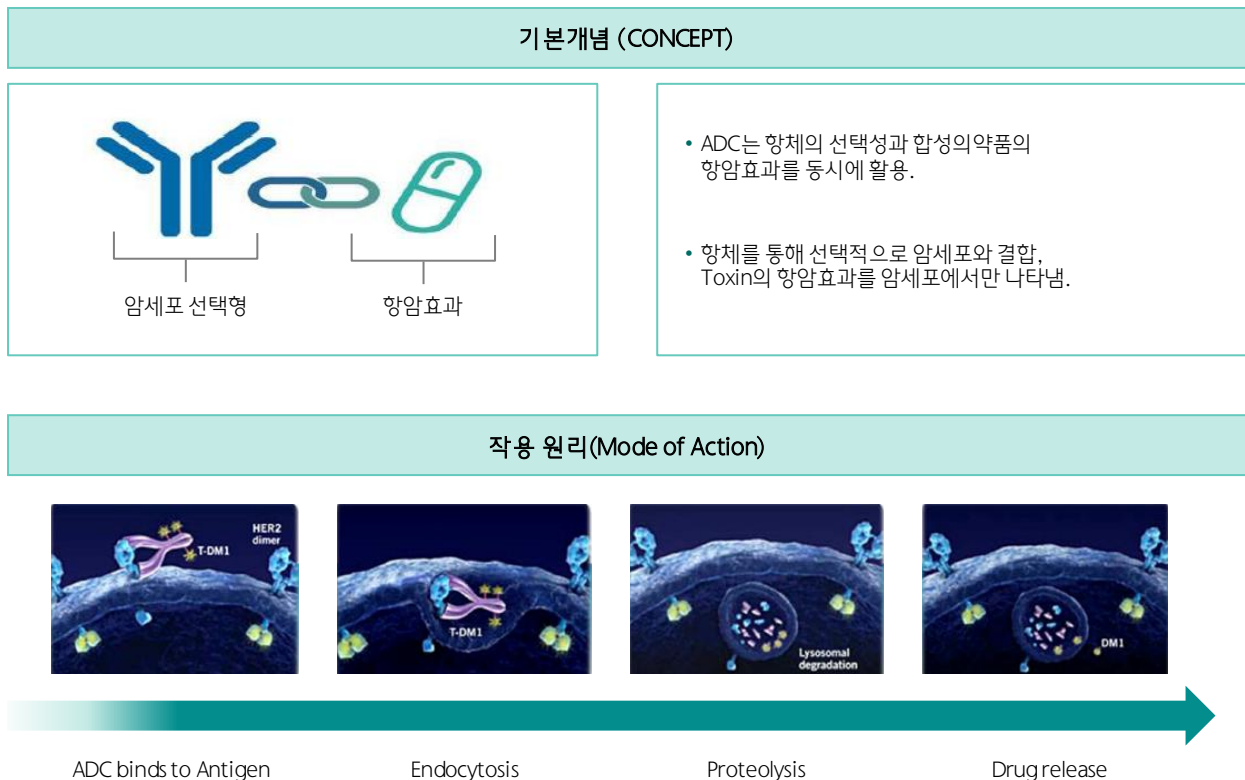 기본개념 (CONCEPT)
암세포 선택형
항암효과
• ADC는 항체의 선택성과 합성의약품의
항암효과를 동시에 활용.
• 항체를 통해 선택적으로 암세포와 결합,
Toxin의 항암효과를 암세포에서만 나타냄.
작용 원리(Mode of Action)
HER2
dimer
T-DM1
T-DM1
Lysosomal
degradation
DM1
ADC binds to Antigen
Endocytosis
Proteolysis
Drug release